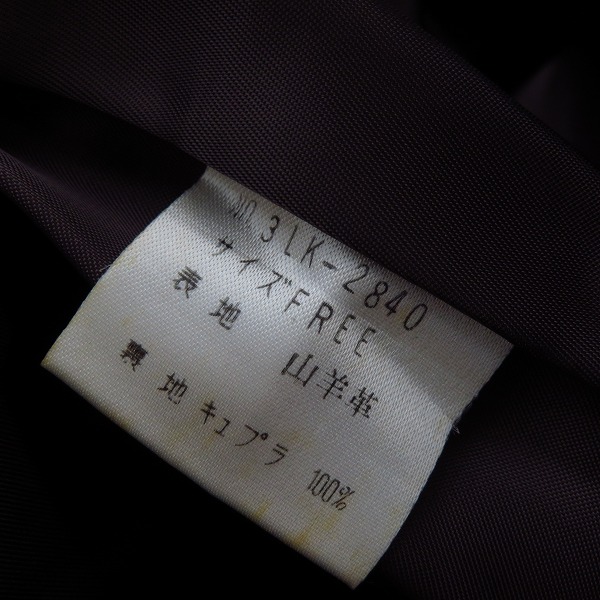 NO. 3LK-2840
サイズFREE
表地 山羊革
裏地 キュプラ 100%